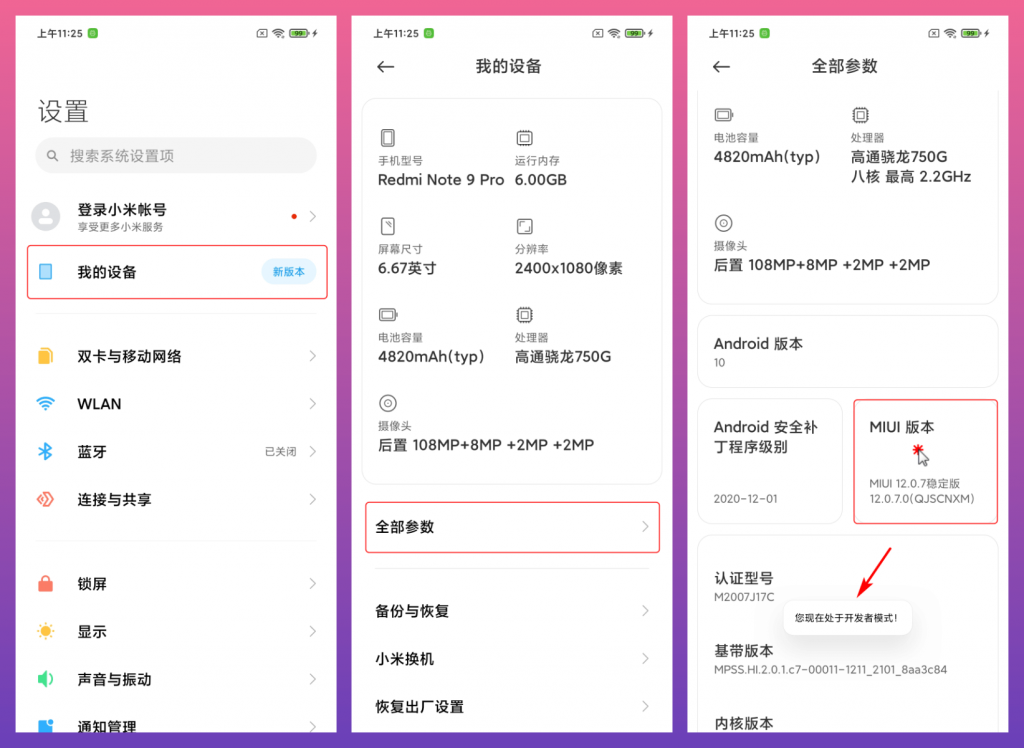 上午11:25
99
设置
搜索系统设置项
登录小米帐号
享受更多小米服务
我的设备
新版本
双卡与移动网络
WLAN
蓝牙
已关闭
连接与共享
锁屏
显示
声音与振动
通知管理
上午11:25
99
我的设备
手机型号
Redmi Note 9 Pro
运行内存
6.00GB
屏幕尺寸
6.67英寸
分辨率
2400x1080像素
电池容量
4820mAh(typ)
处理器
高通骁龙750G
摄像头
后置 108MP+8MP +2MP +2MP
全部参数
备份与恢复
小米换机
恢复出厂设置
上午11:25
99
全部参数
电池容量
4820mAh(typ)
处理器
高通骁龙750G
八核 最高 2.2GHz
摄像头
后置 108MP+8MP +2MP +2MP
Android 版本
10
Android 安全补
丁程序级别
2020-12-01
MIUI 版本
MIUI 12.0.7稳定版
12.0.7.0(QJSCNXM)
认证型号
M2007J17C
您现在处于开发者模式!
基带版本
MPSS.HI.2.0.1.c7-00011-1211_2101_8aa3c84
内核版本